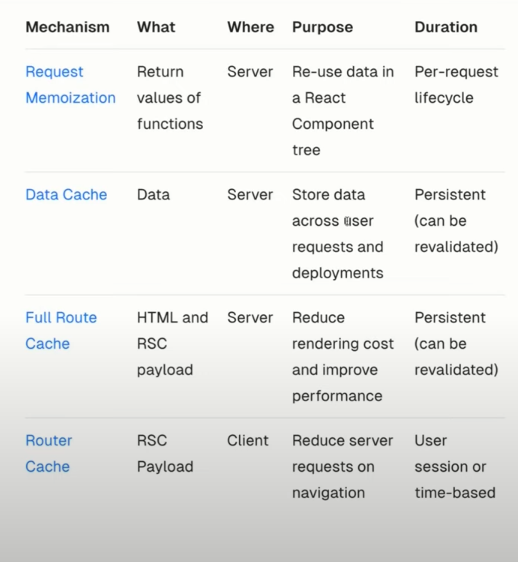 Mechanism What Where Purpose Duration
Request Return Server Re-use data in Per-request
Memoization values of a React lifecycle
functions Component
tree
Data Cache Data Server Store data Persistent
across user (can be
requests and revalidated)
deployments
Full Route HTML and Server Reduce Persistent
Cache RSC rendering cost (can be
payload and improve revalidated)
performance
Router RSC Client Reduce server User
Cache Payload requests on session or
navigation time-based